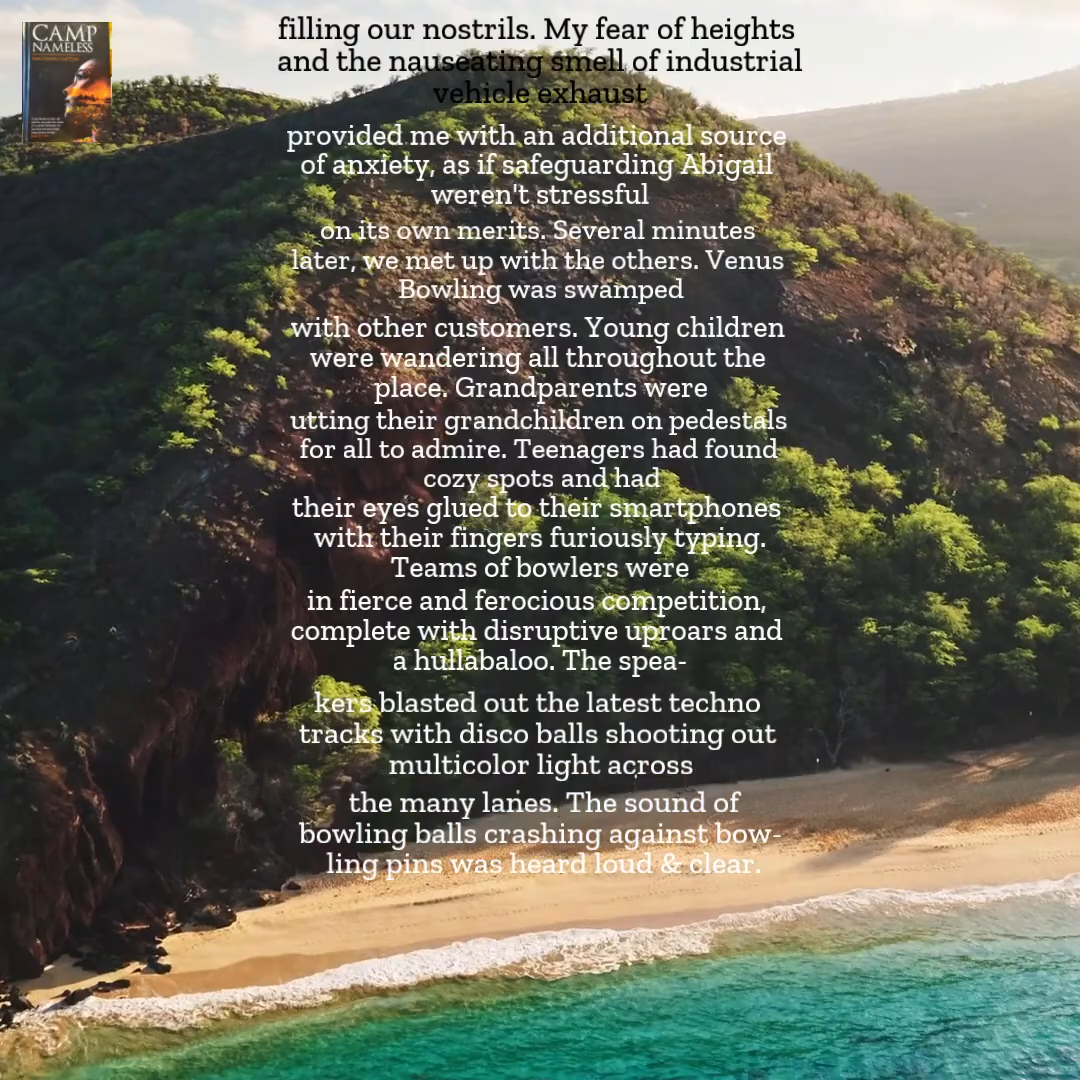 CAMP
NAMELESS
filling our nostrils. My fear of heights
and the nauseating smell of industrial
vehicle exhaust
provided me with an additional source
of anxiety, as if safeguarding Abigail
weren't stressful
on its own merits. Several minutes
later, we met up with the others. Venus
Bowling was swamped
with other customers. Young children
were wandering all throughout the
place. Grandparents were
utting their grandchildren on pedestals
for all to admire. Teenagers had found
cozy spots and had
their eyes glued to their smartphones
with their fingers furiously typing.
Teams of bowlers were
in fierce and ferocious competition,
complete with disruptive uproars and
a hullabaloo. The spea-
kers blasted out the latest techno
tracks with disco balls shooting out
multicolor light across
the many lanes. The sound of
bowling balls crashing against bow-
ling pins was heard loud & clear.